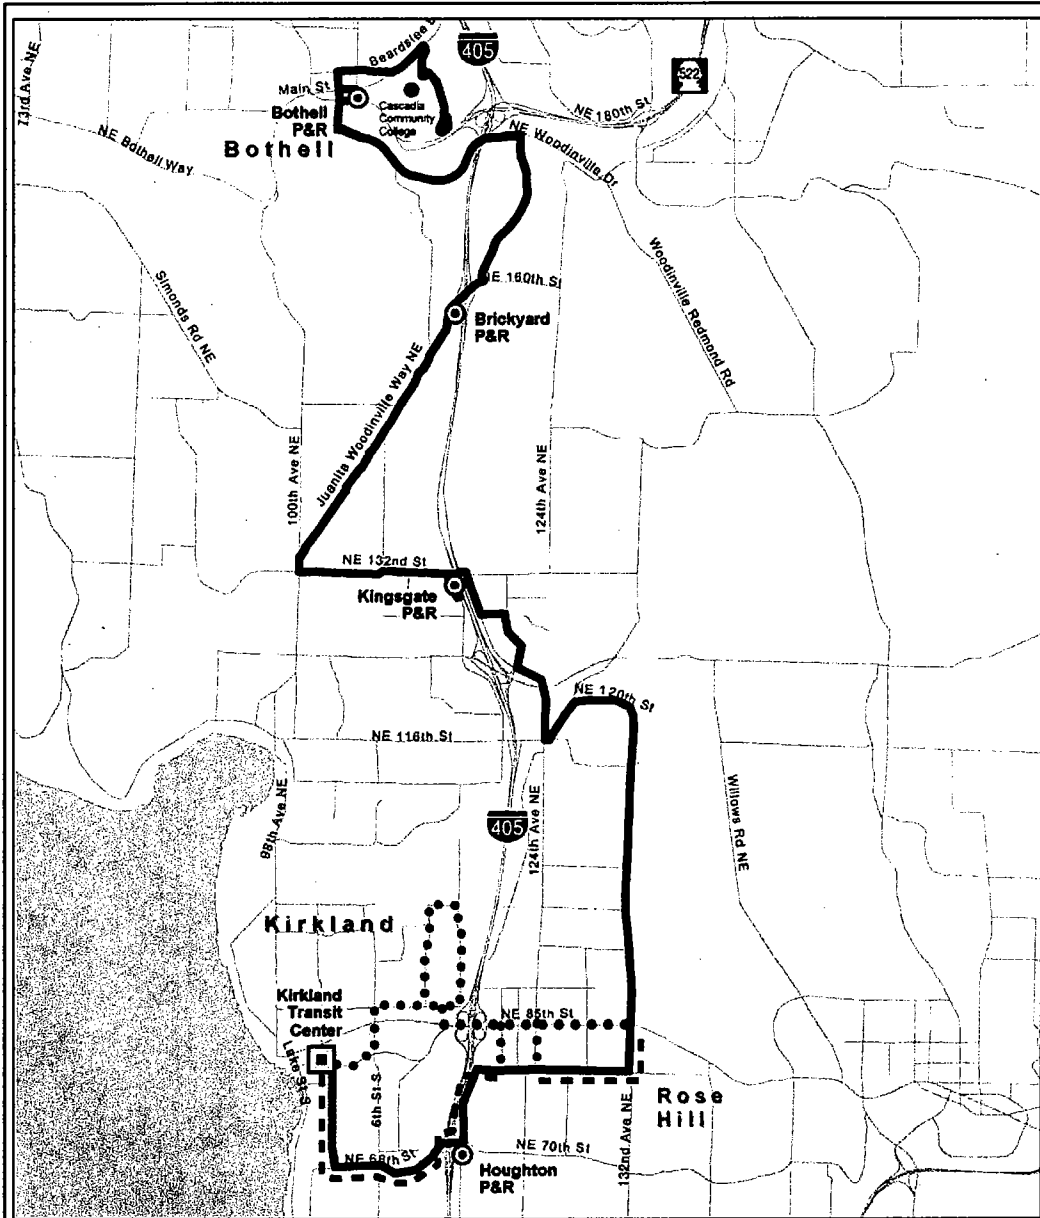 73rd Ave NE
Beardslee B
405
522
Main St
Bothell
P&R
Bothell
Cascadia
Community
College
NE 180th St
NE Bothell Way
NE Woodinville Dr
NE 160th St
Woodinville Redmond Rd
Simonds Rd NE
Brickyard
P&R
Juanita Woodinville Way NE
100th Ave NE
124th Ave NE
NE 132nd St
Kingsgate
P&R
NE 120th St
NE 116th St
98th Ave NE
405
124th Ave NE
Willows Rd NE
Kirkland
Kirkland
Transit
Center
NE 85th St
Lake St S
6th St S
132nd Ave NE
Rose
Hill
NE 68th St
NE 70th St
Houghton
P&R